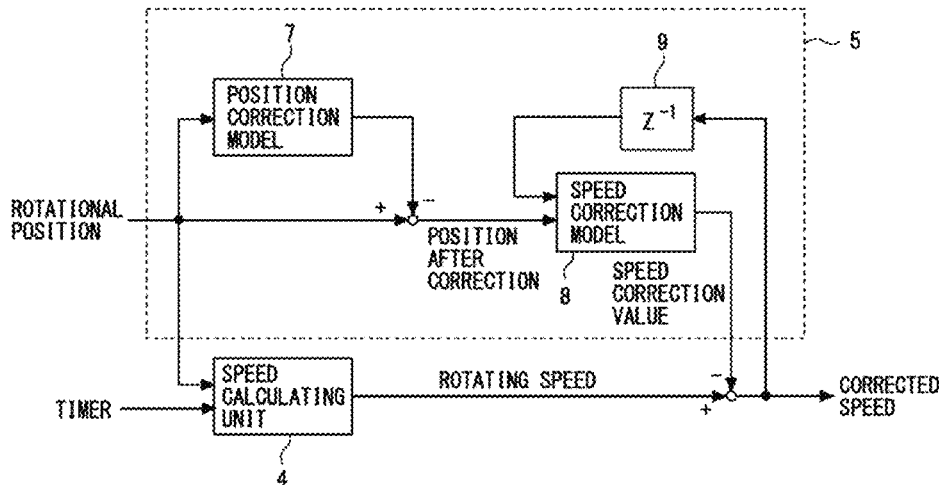 7
9
5
POSITION
CORRECTION
MODEL
Z⁻¹
ROTATIONAL
POSITION
+
−
SPEED
CORRECTION
MODEL
POSITION
AFTER
CORRECTION
8
SPEED
CORRECTION
VALUE
SPEED
CALCULATING
UNIT
ROTATING SPEED
−
+
CORRECTED
SPEED
TIMER
4